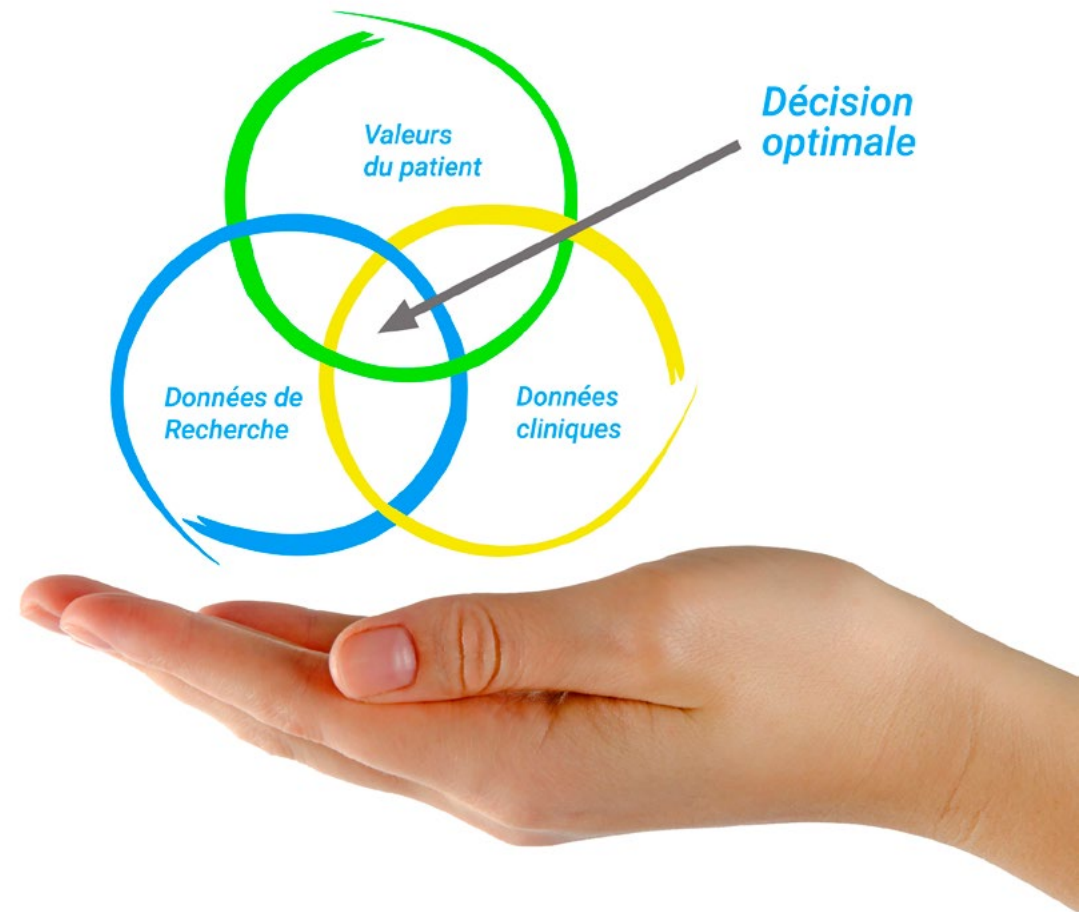 Valeurs
du patient
Décision
optimale
Données de
Recherche
Données
cliniques